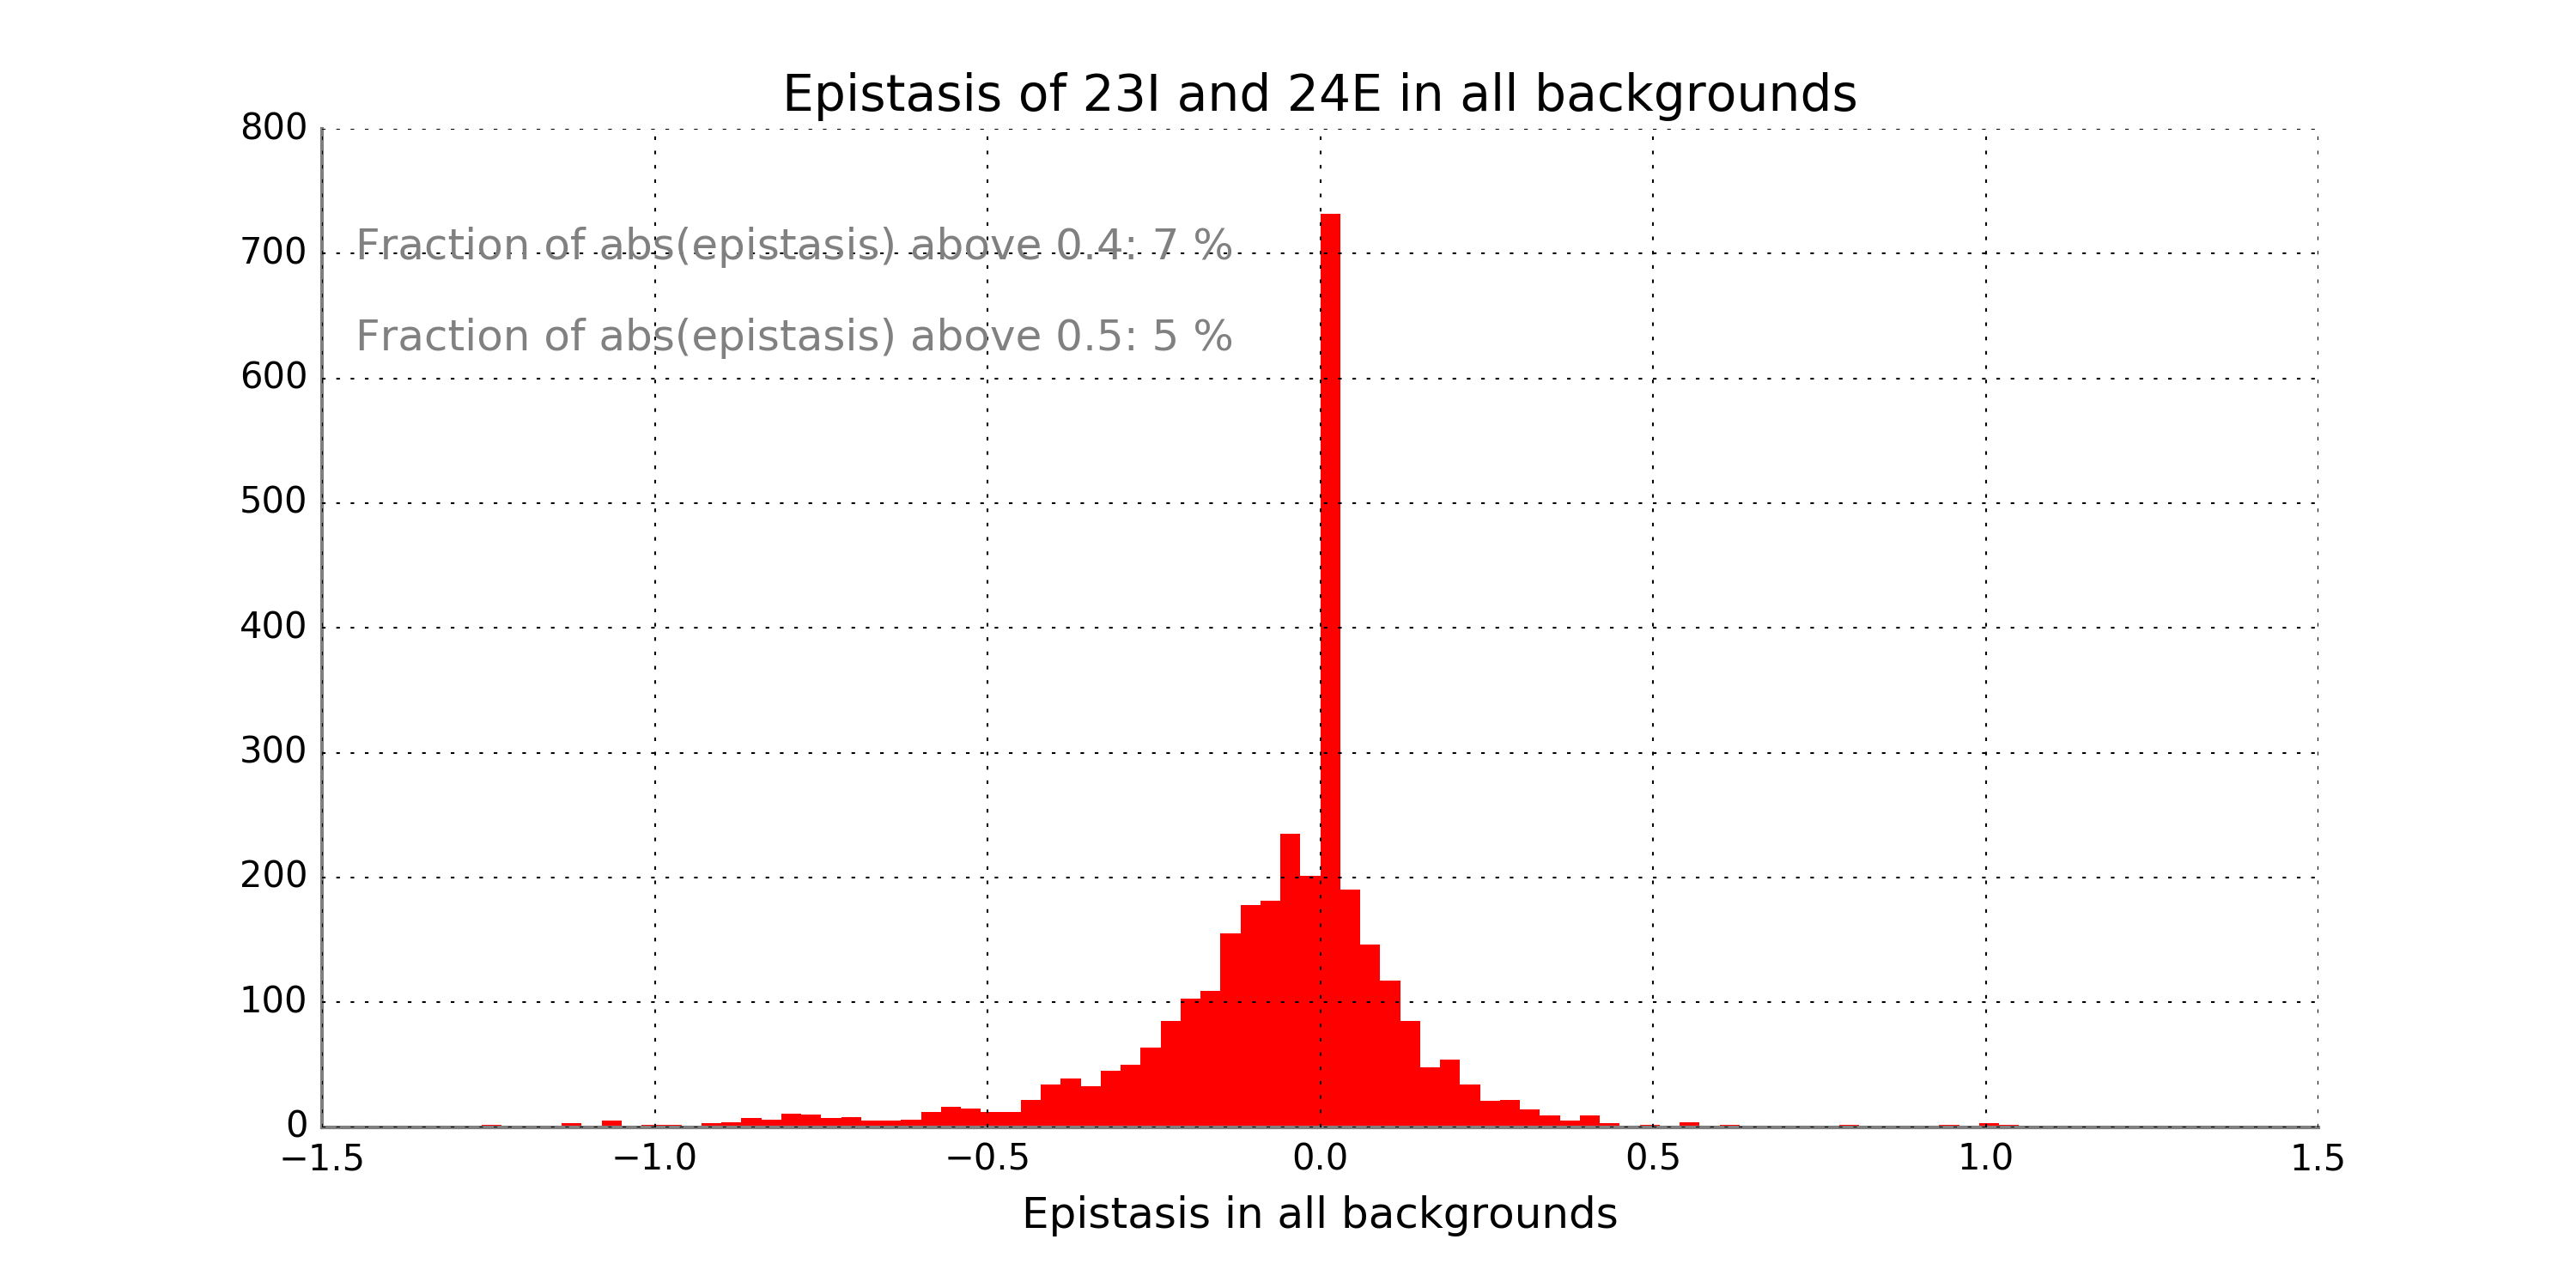 Epistasis of 23I and 24E in all backgrounds
800
700
600
500
400
300
200
100
0
Fraction of abs(epistasis) above 0.4: 7 %
Fraction of abs(epistasis) above 0.5: 5 %
−1.5 −1.0 −0.5 0.0 0.5 1.0 1.5
Epistasis in all backgrounds